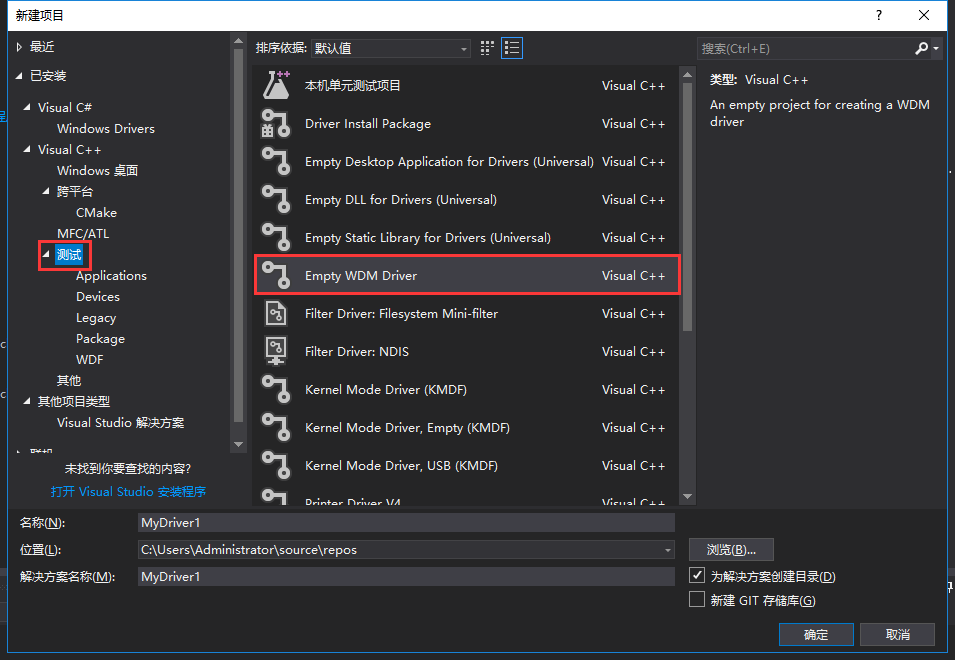 新建项目
?
最近
已安装
Visual C#
Windows Drivers
Visual C++
Windows 桌面
跨平台
CMake
MFC/ATL
测试
Applications
Devices
Legacy
Package
WDF
其他
其他项目类型
Visual Studio 解决方案
未找到你要查找的内容?
打开 Visual Studio 安装程序
排序依据: 默认值
本机单元测试项目 Visual C++
Driver Install Package Visual C++
Empty Desktop Application for Drivers (Universal) Visual C++
Empty DLL for Drivers (Universal) Visual C++
Empty Static Library for Drivers (Universal) Visual C++
Empty WDM Driver Visual C++
Filter Driver: Filesystem Mini-filter Visual C++
Filter Driver: NDIS Visual C++
Kernel Mode Driver (KMDF) Visual C++
Kernel Mode Driver, Empty (KMDF) Visual C++
Kernel Mode Driver, USB (KMDF) Visual C++
Printer Driver V4 Visual C++
搜索(Ctrl+E)
类型: Visual C++
An empty project for creating a WDM
driver
名称(N): MyDriver1
位置(L): C:\Users\Administrator\source\repos
浏览(B)...
解决方案名称(M): MyDriver1
为解决方案创建目录(D)
新建 GIT 存储库(G)
确定 取消